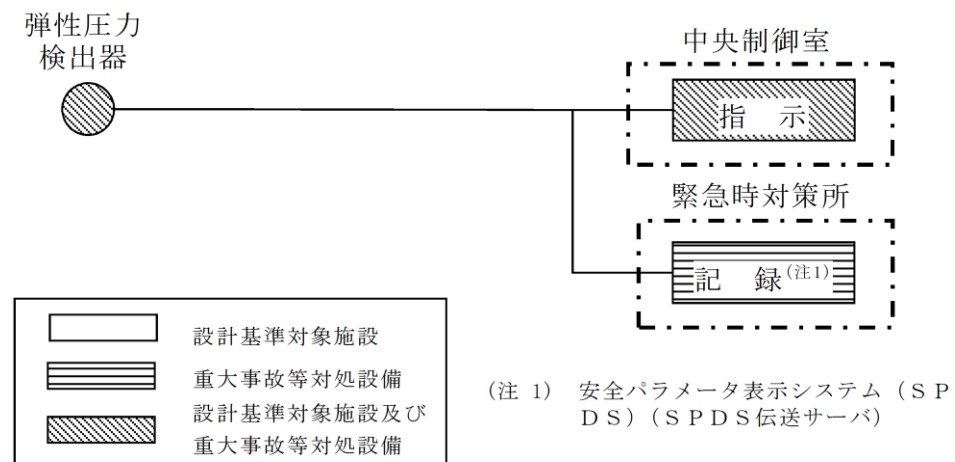 弾性圧力
検出器
中央制御室
指 示
緊急時対策所
記 録(注1)
設計基準対象施設
重大事故等対処設備
設計基準対象施設及び
重大事故等対処設備
(注 1) 安全パラメータ表示システム(SP
DS)(SPDS伝送サーバ)